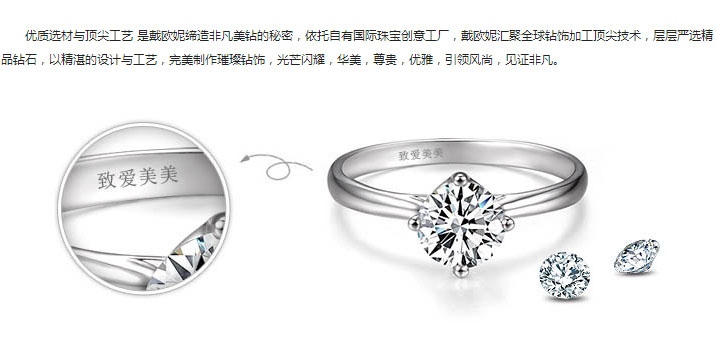 优质选材与顶尖工艺 是戴欧妮缔造非凡美钻的秘密，依托自有国际珠宝创意工厂，戴欧妮汇聚全球钻饰加工顶尖技术，层层严选精
品钻石，以精湛的设计与工艺，完美制作璀璨钻饰，光芒闪耀，华美，尊贵，优雅，引领风尚，见证非凡。
致爱美美
致爱美美